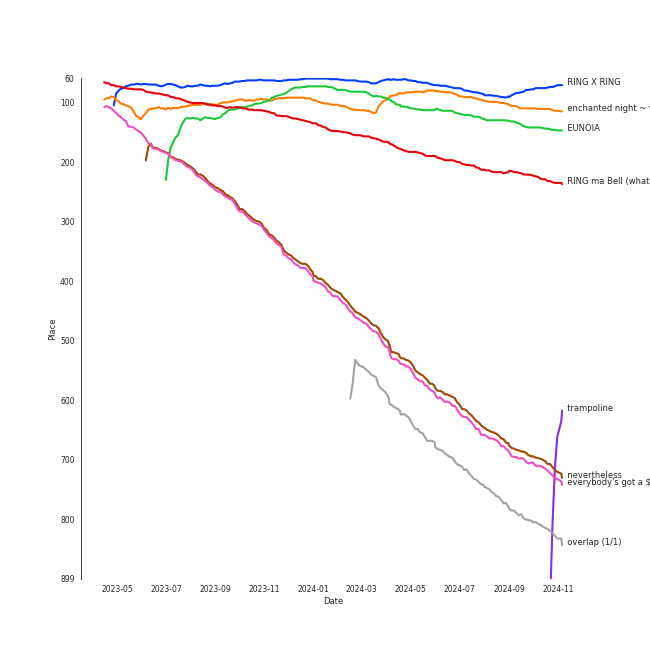 60
100
200
300
400
500
600
700
800
899
Place
2023-05 2023-07 2023-09 2023-11 2024-01 2024-03 2024-05 2024-07 2024-09 2024-11
Date
RING X RING
enchanted night ~
EUNOIA
RING ma Bell (what
trampoline
nevertheless
everybody's got a $
overlap (1/1)